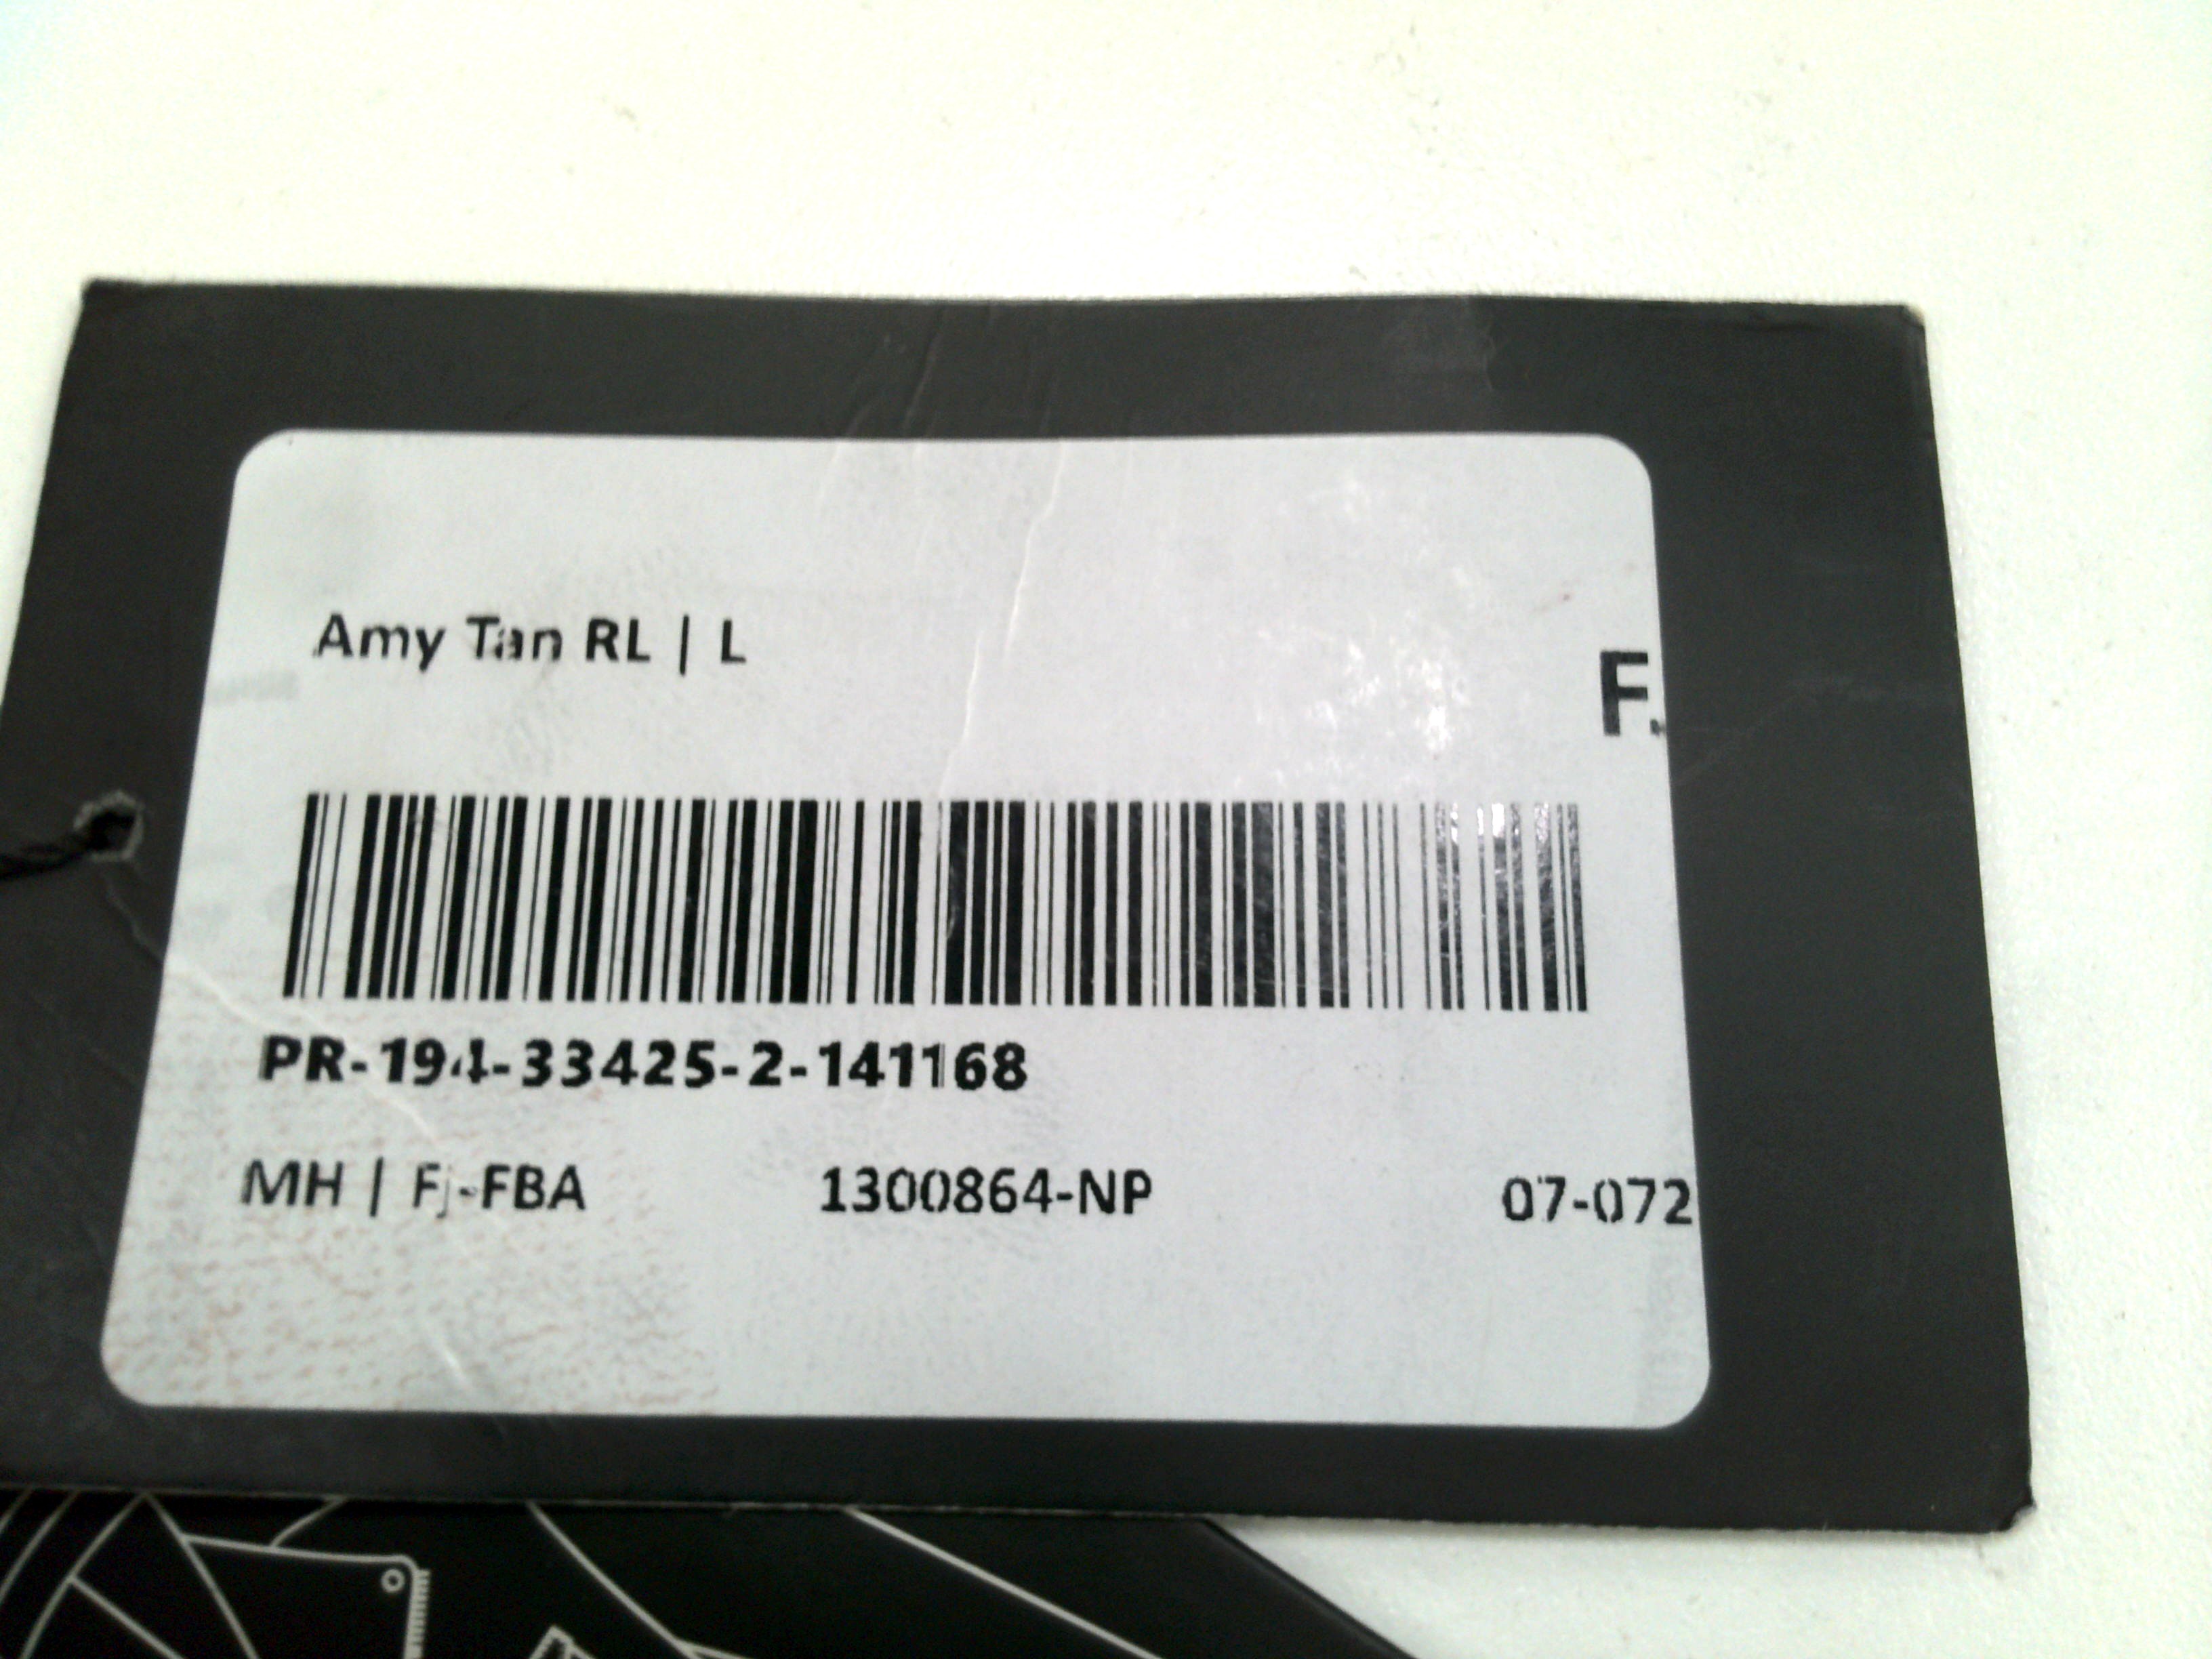 Amy Tan RL | L
F.
PR-194-33425-2-141168
MH | FJ-FBA 1300864-NP 07-072